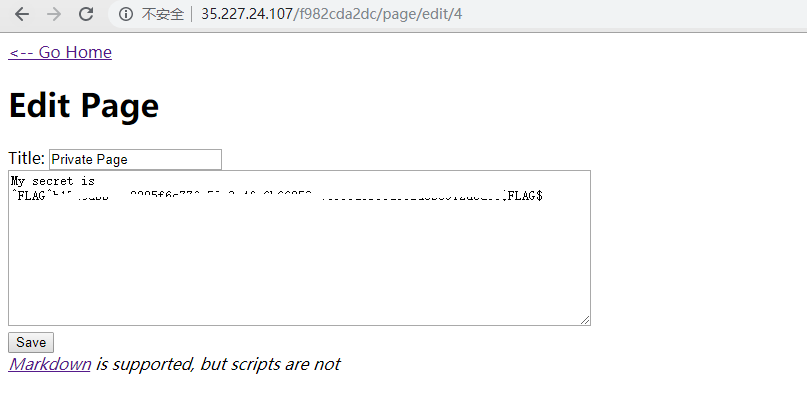 不安全 | 35.227.24.107/f982cda2dc/page/edit/4
<-- Go Home
Edit Page
Title: Private Page
My secret is
^FLAG^ FLAG$
Save
Markdown is supported, but scripts are not